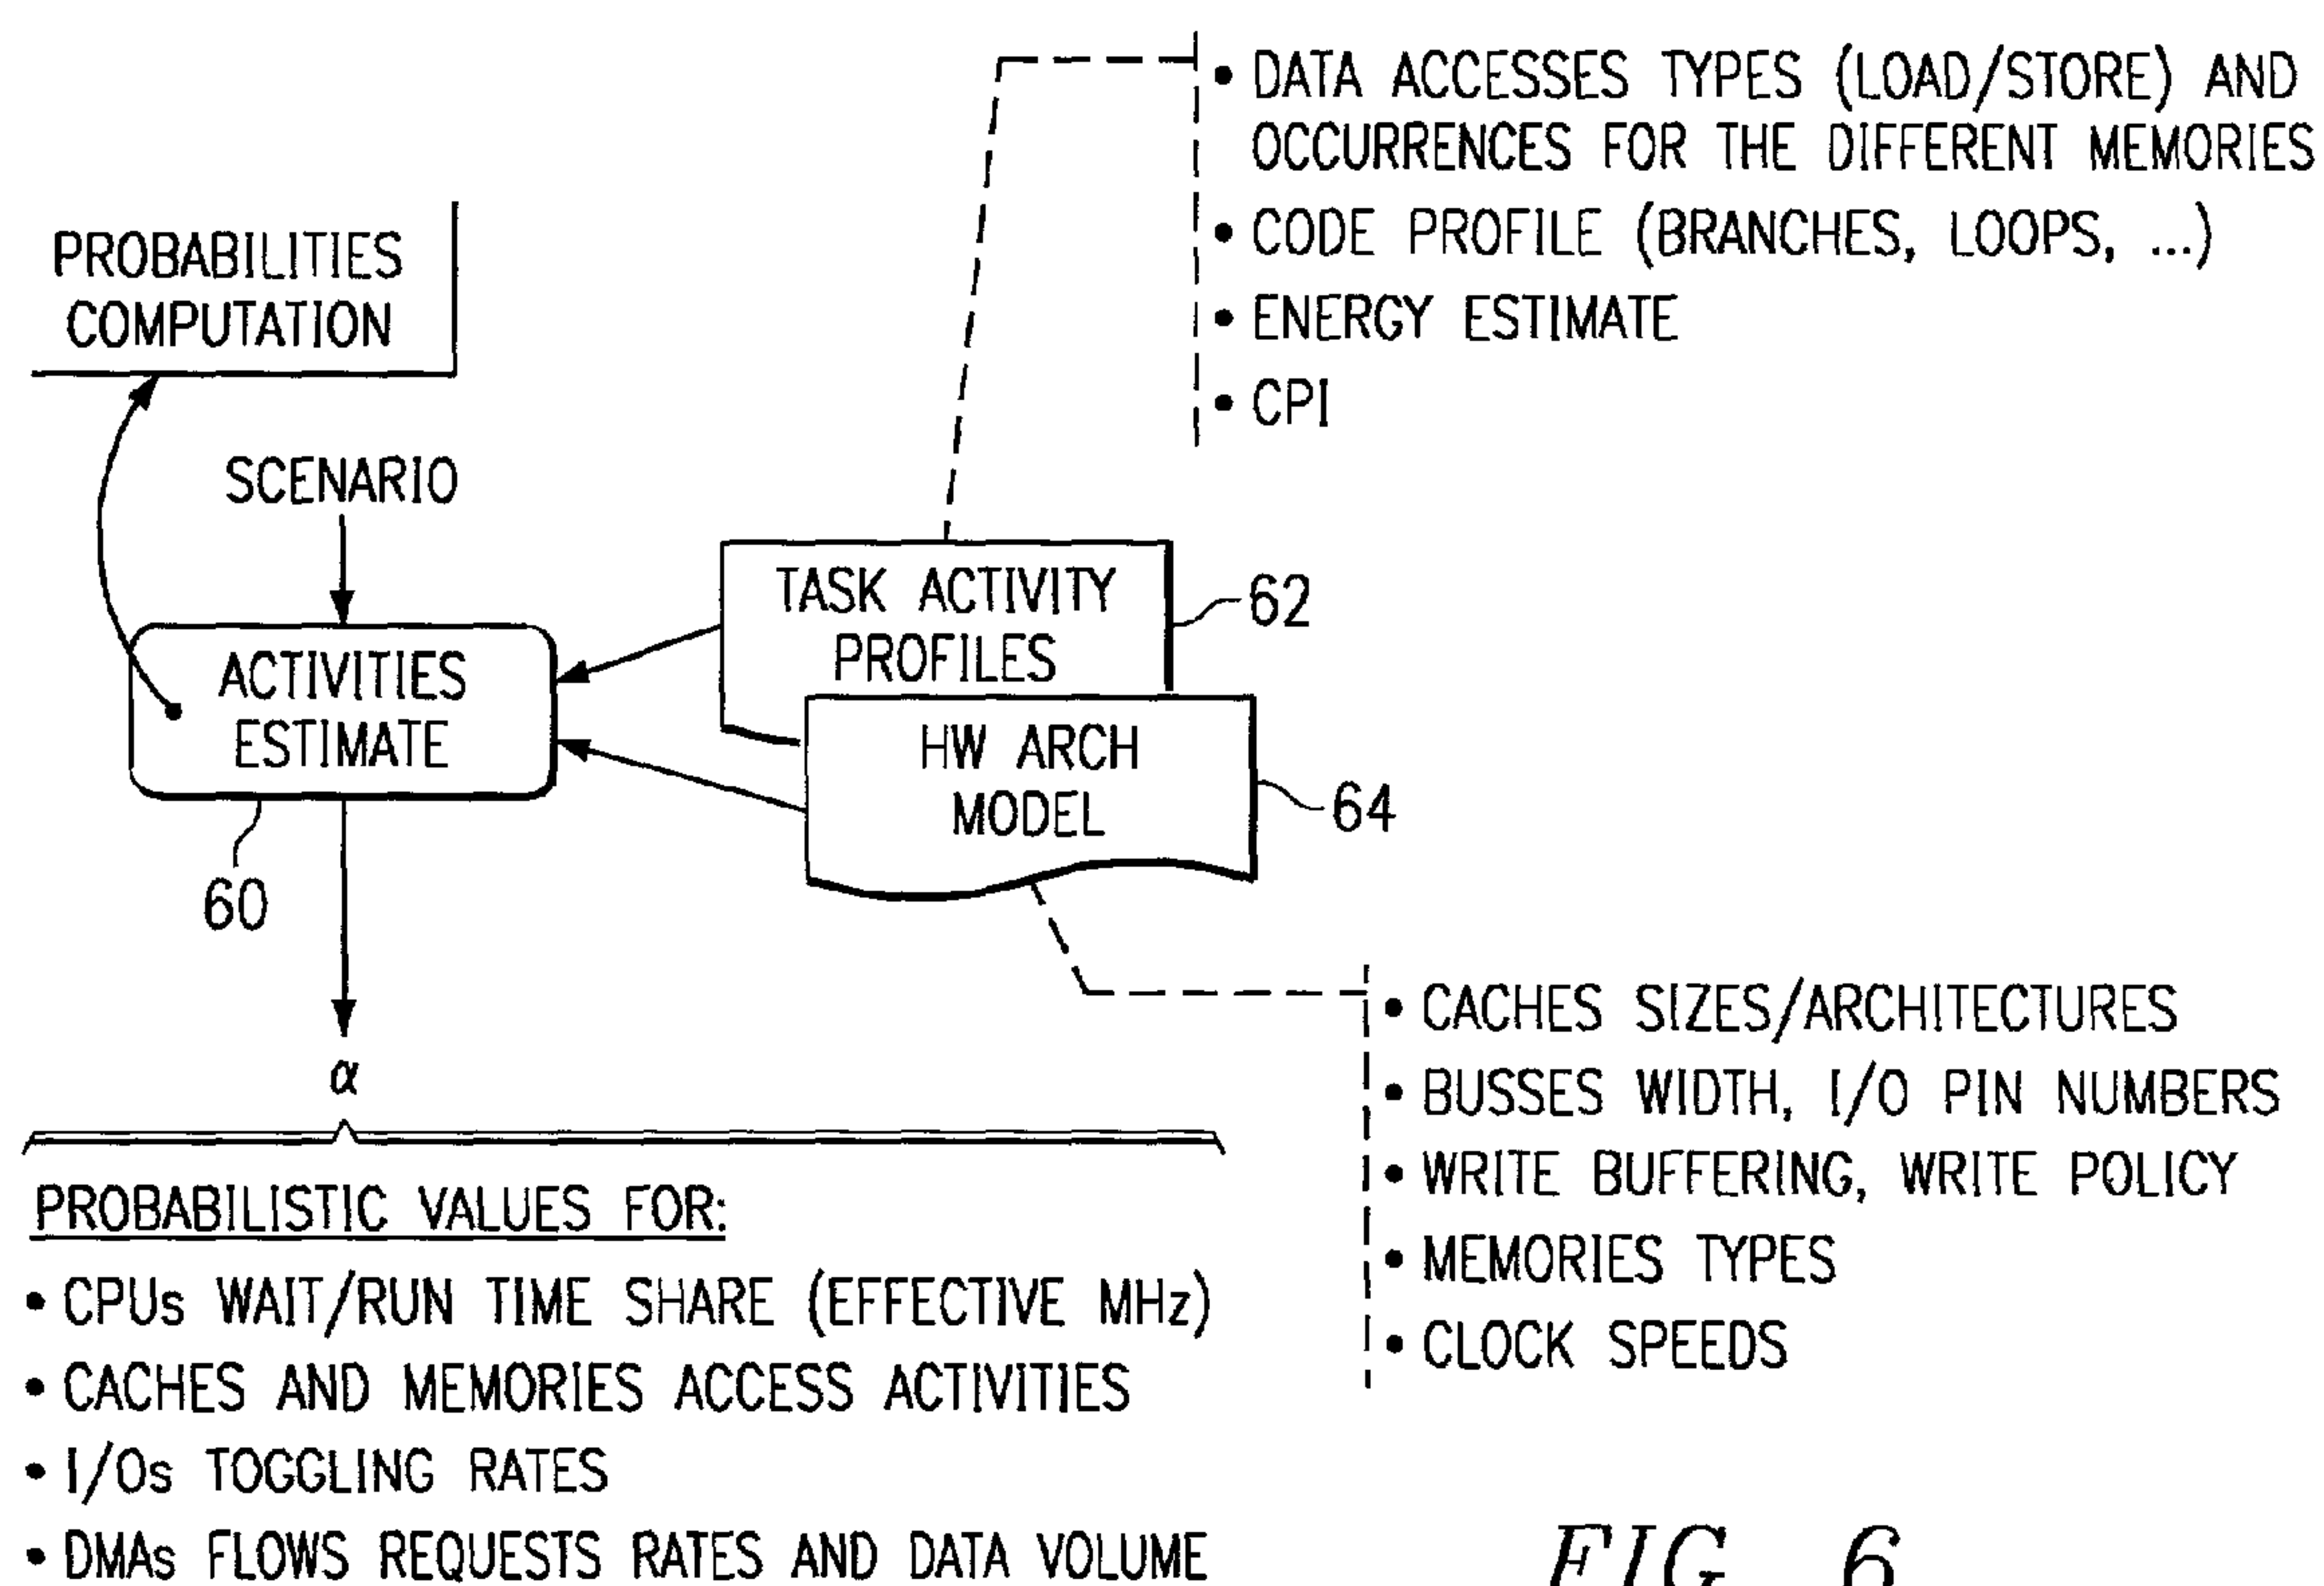 • DATA ACCESSES TYPES (LOAD/STORE) AND
OCCURRENCES FOR THE DIFFERENT MEMORIES
• CODE PROFILE (BRANCHES, LOOPS, ...)
• ENERGY ESTIMATE
• CPI
PROBABILITIES
COMPUTATION
SCENARIO
TASK ACTIVITY
PROFILES
62
ACTIVITIES
ESTIMATE
60
HW ARCH
MODEL
64
• CACHES SIZES/ARCHITECTURES
• BUSSES WIDTH, I/O PIN NUMBERS
• WRITE BUFFERING, WRITE POLICY
• MEMORIES TYPES
• CLOCK SPEEDS
α
PROBABILISTIC VALUES FOR:
• CPUs WAIT/RUN TIME SHARE (EFFECTIVE MHz)
• CACHES AND MEMORIES ACCESS ACTIVITIES
• I/Os TOGGLING RATES
• DMAs FLOWS REQUESTS RATES AND DATA VOLUME
FIG 6